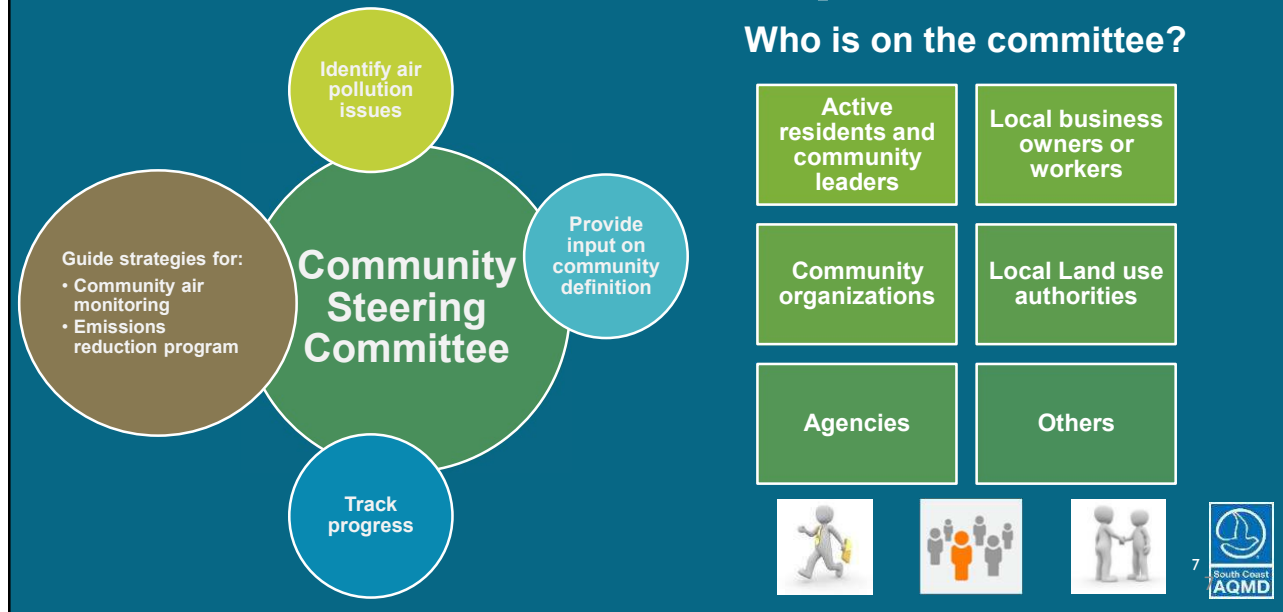 Identify air
pollution
issues
Guide strategies for:
• Community air
monitoring
• Emissions
reduction program
Community
Steering
Committee
Provide
input on
community
definition
Track
progress
Who is on the committee?
Active
residents and
community
leaders
Local business
owners or
workers
Community
organizations
Local Land use
authorities
Agencies
Others
7
7
South Coast
AQMD